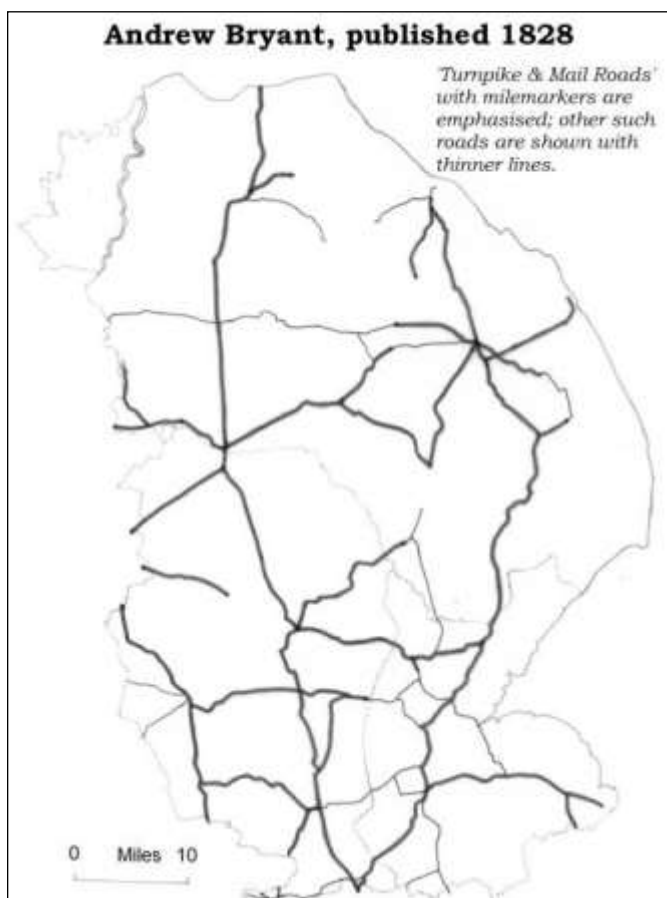 Andrew Bryant, published 1828
'Turnpike & Mail Roads'
with milemarkers are
emphasised; other such
roads are shown with
thinner lines.
0 Miles 10